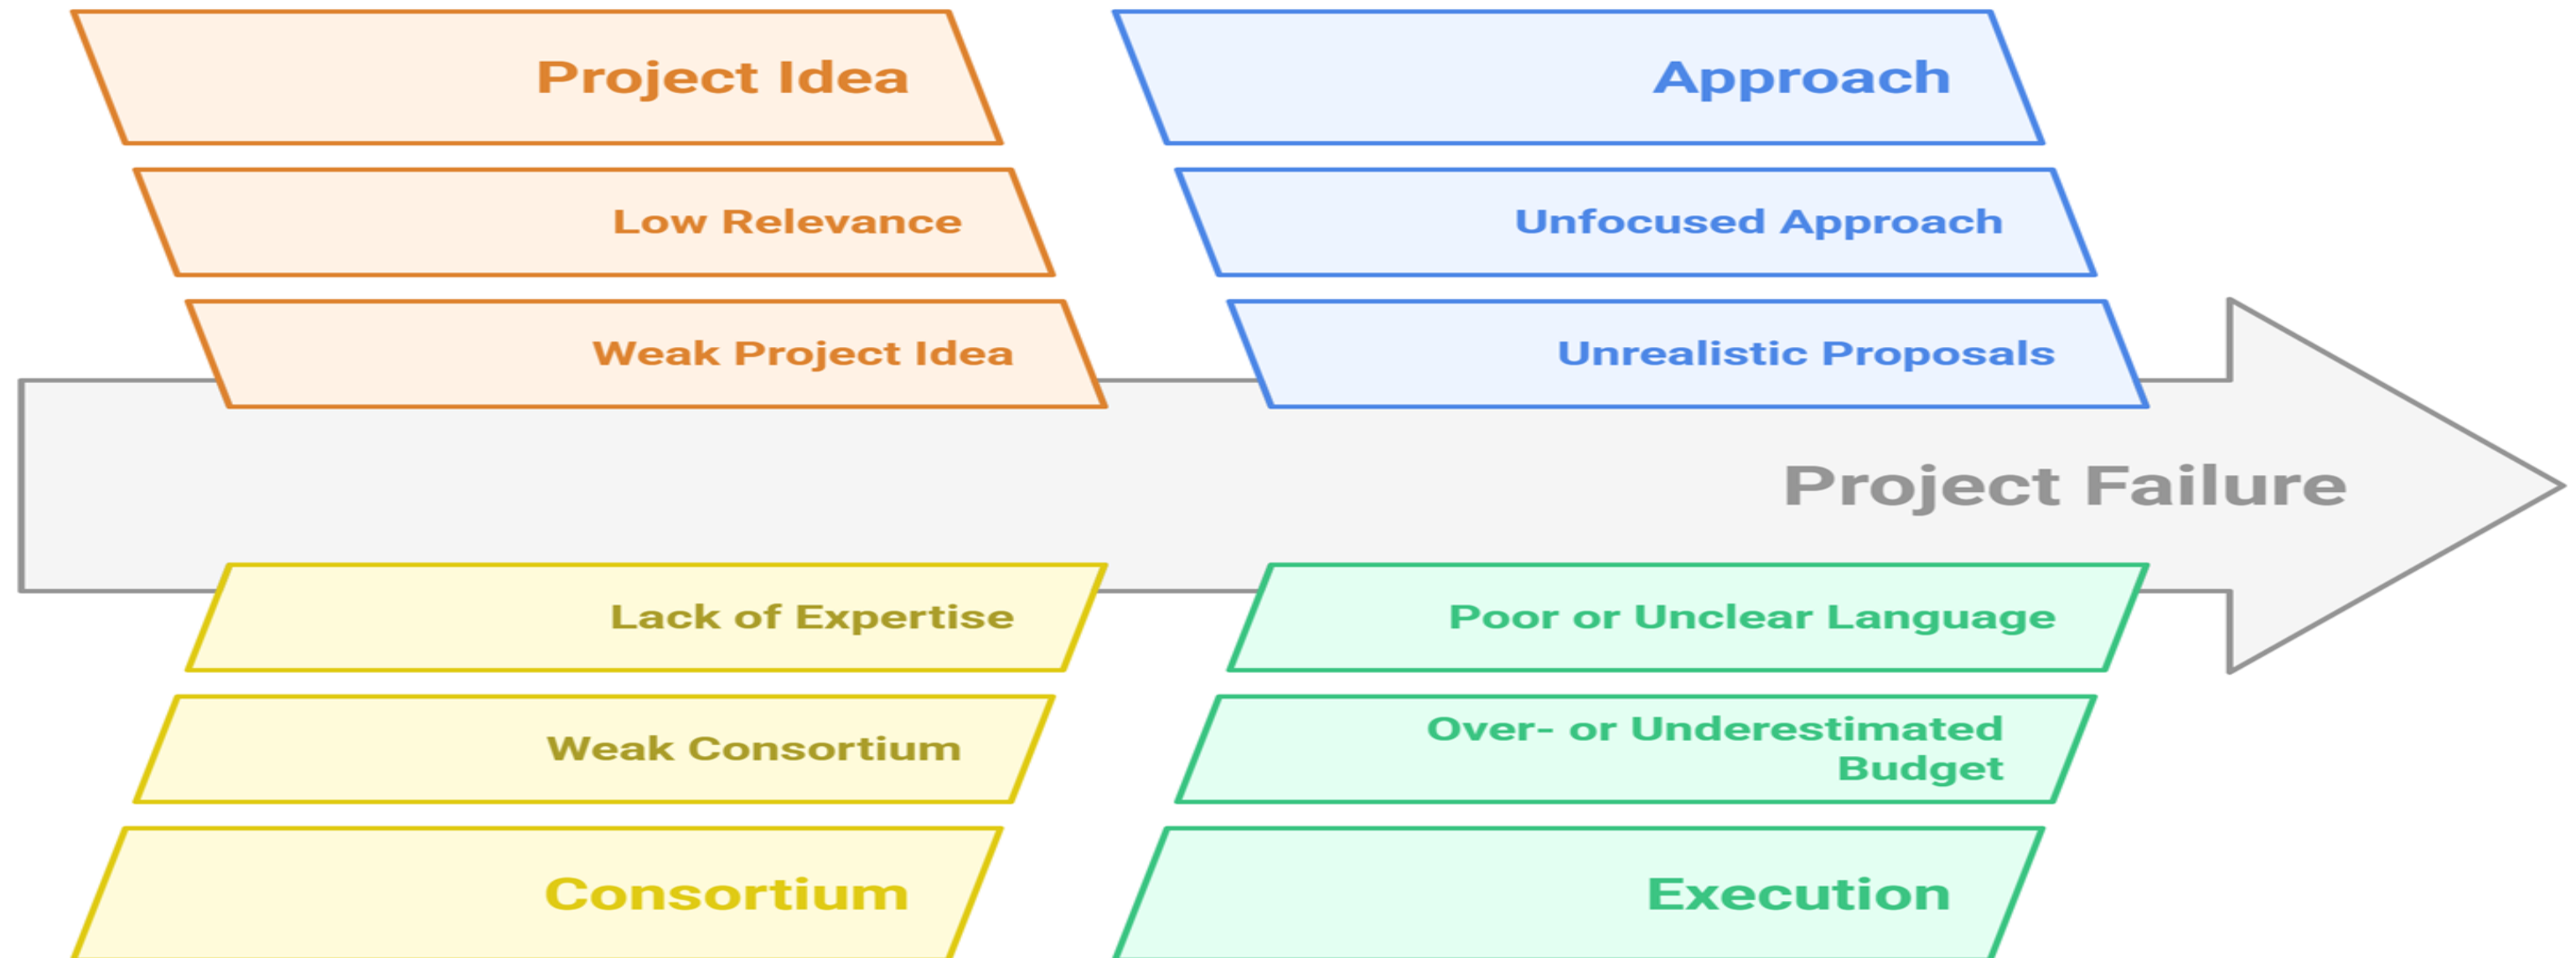 Project Idea
Low Relevance
Weak Project Idea
Approach
Unfocused Approach
Unrealistic Proposals
Project Failure
Lack of Expertise
Weak Consortium
Consortium
Poor or Unclear Language
Over- or Underestimated
Budget
Execution